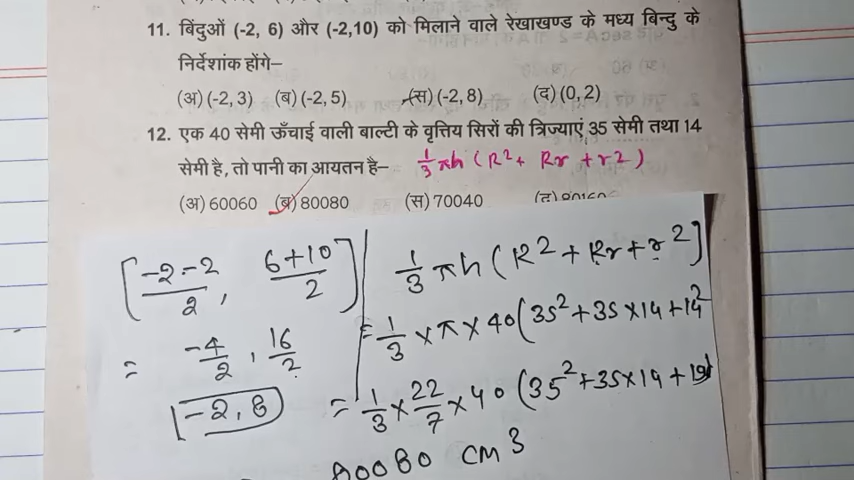 11. बिंदुओं (-2, 6) और (-2,10) को मिलाने वाले रेखाखण्ड के मध्य बिन्दु के
निर्देशांक होंगे–
(अ) (-2, 3) (ब) (-2, 5) (स) (-2, 8) (द) (0, 2)
12. एक 40 सेमी ऊँचाई वाली बाल्टी के वृत्तिय सिरों की त्रिज्याएं 35 सेमी तथा 14
सेमी है, तो पानी का आयतन है– 1/3 πh (R² + Rr + r²)
(अ) 60060 (ब) 80080 (स) 70040 (द) 80160
[(-2-2)/2, (6+10)/2]
= -4/2, 16/2
-2, 8
1/3 πh (R² + Rr + r²)
= 1/3 × π × 40 (35² + 35 × 14 + 14²
= 1/3 × 22/7 × 40 (35² + 35 × 14 +
80080 cm³